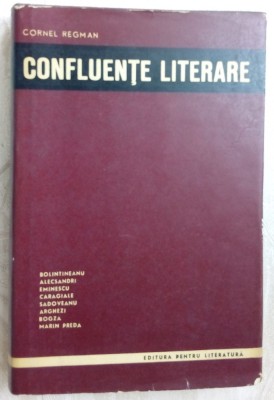 CORNEL REGMAN
CONFLUENȚE LITERARE
BOLINTINEANU
ALECSANDRI
EMINESCU
CARAGIALE
SADOVEANU
ARGHEZI
BOGZA
MARIN PREDA
EDITURA PENTRU LITERATURA